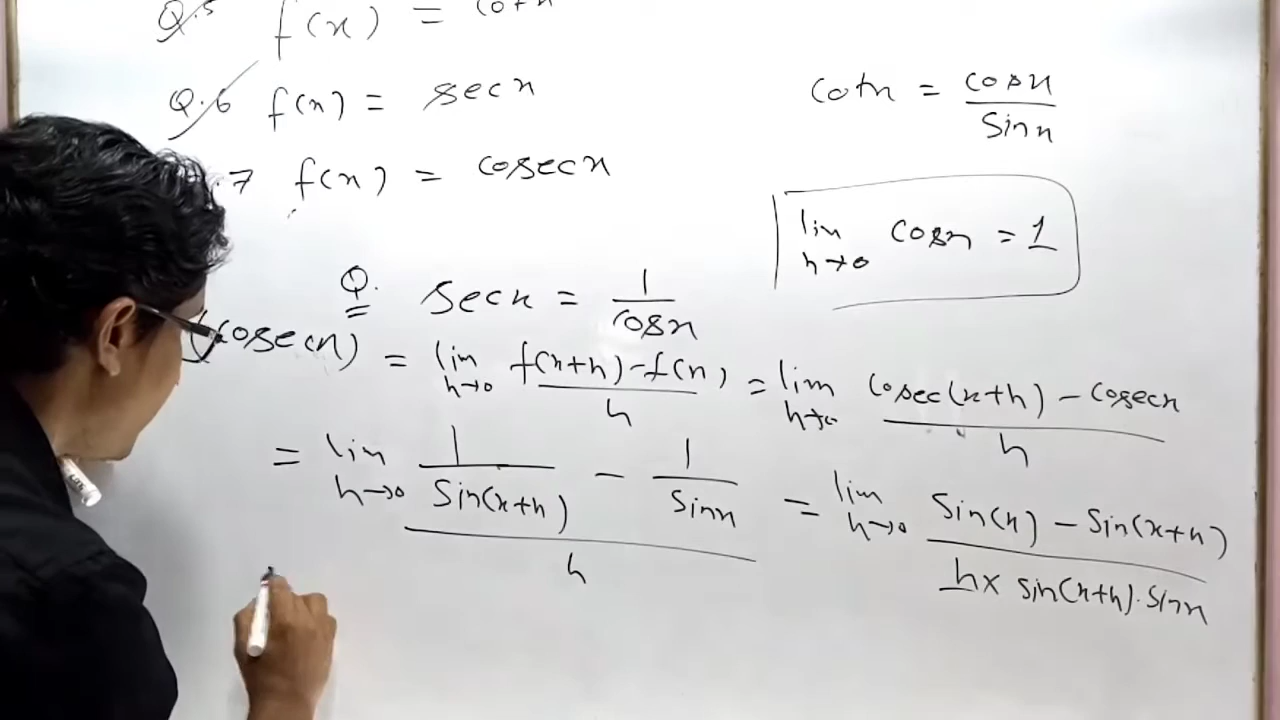 Q.5 f(x) = cotx
Q.6 f(x) = secx
.7 f(x) = cosecx
cotx = cosx / sinx
lim h→0 cosx = 1
Q. secx = 1 / cosx
(cosecx) = lim h→0 f(x+h) - f(x) / h = lim h→0 cosec(x+h) - cosecx / h
= lim h→0 1 / sin(x+h) - 1 / sinx / h = lim h→0 sin(x) - sin(x+h) / h× sin(x+h).sinx